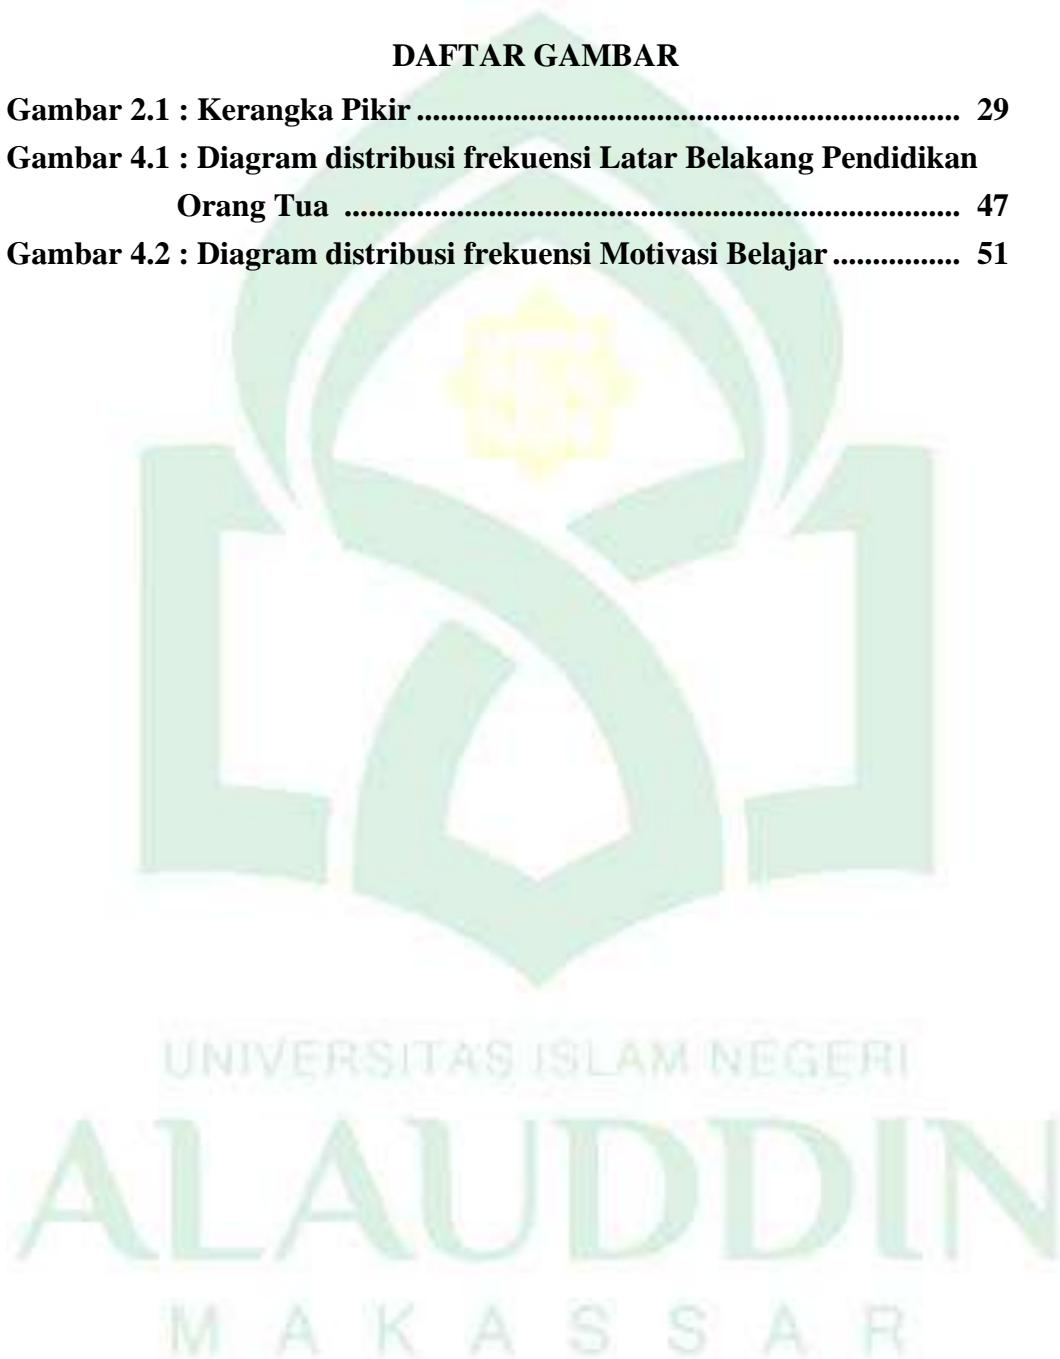 DAFTAR GAMBAR
Gambar 2.1 : Kerangka Pikir ..................................................................... 29
Gambar 4.1 : Diagram distribusi frekuensi Latar Belakang Pendidikan
Orang Tua .............................................................................. 47
Gambar 4.2 : Diagram distribusi frekuensi Motivasi Belajar ................ 51
UNIVERSITAS ISLAM NEGERI
ALAUDDIN
MAKASSAR